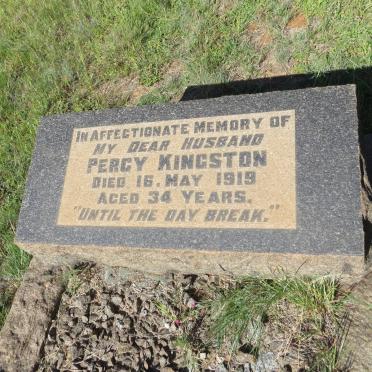 IN AFFECTIONATE MEMORY OF
MY DEAR HUSBAND
PERCY KINGSTON
DIED 16. MAY 1919
AGED 34 YEARS.
"UNTIL THE DAY BREAK."